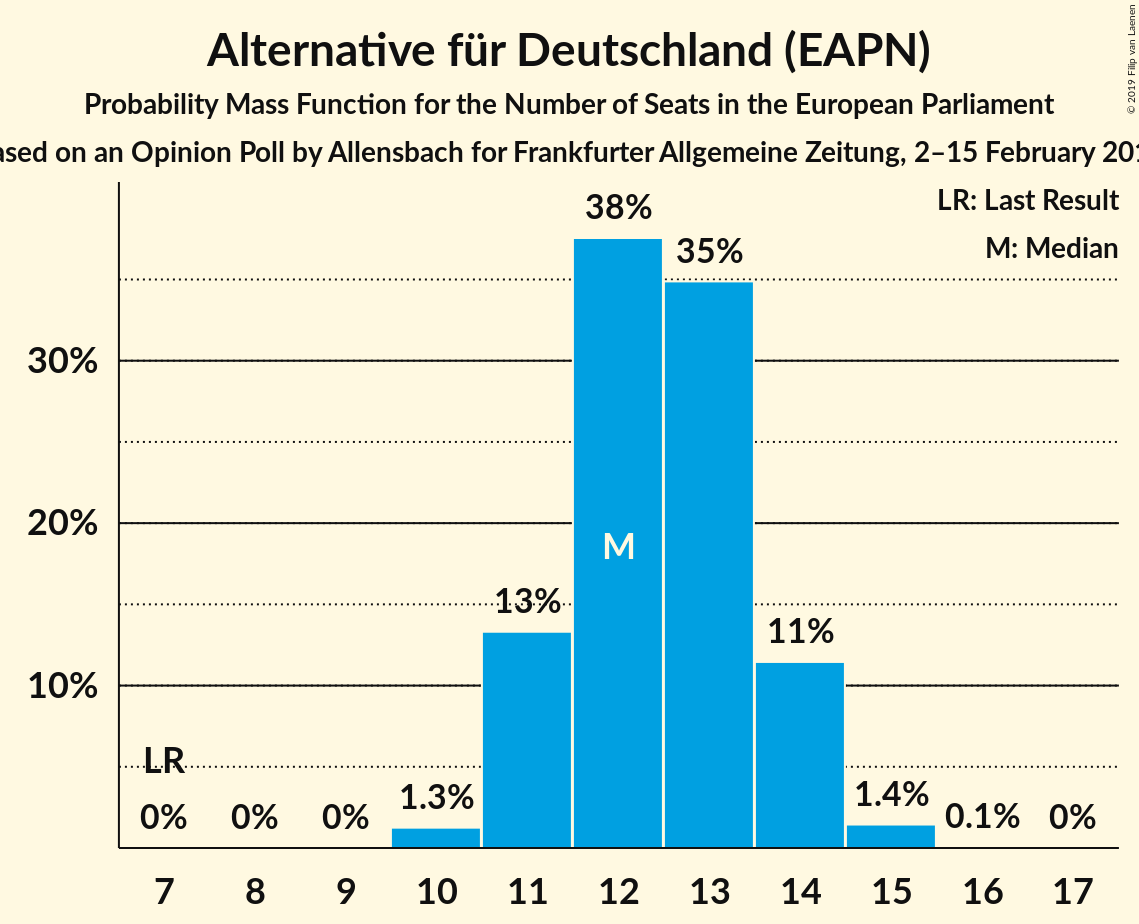 Alternative für Deutschland (EAPN)
Probability Mass Function for the Number of Seats in the European Parliament
on an Opinion Poll by Allensbach for Frankfurter Allgemeine Zeitung, 2–15 February
© 2019 Filip van Laenen
LR: Last Result
M: Median
38%
35%
30%
20%
M
13%
11%
10%
LR
0%
0%
0%
1.3%
1.4%
0.1%
0%
7 8 9 10 11 12 13 14 15 16 17